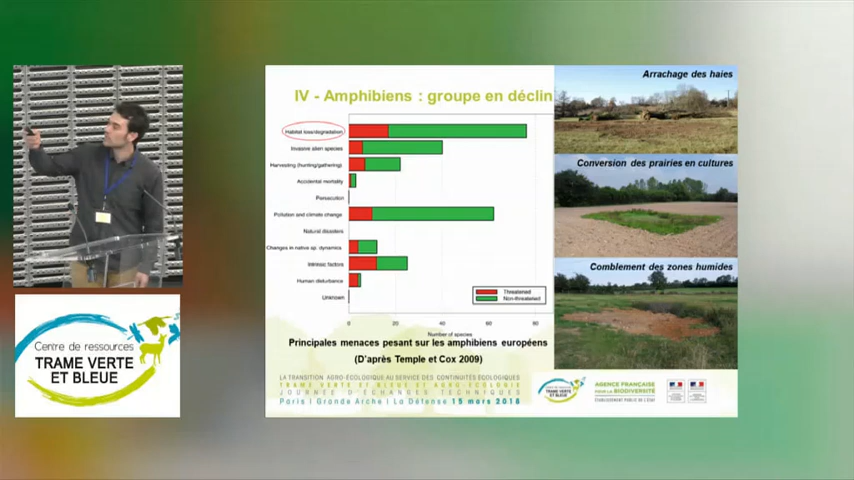 IV - Amphibiens : groupe en déclin
Habitat loss/degradation
Invasive alien species
Harvesting (hunting/gathering)
Accidental mortality
Persecution
Pollution and climate change
Natural disasters
Changes in native sp. dynamics
Intrinsic factors
Human disturbance
Unknown
0
20
40
60
80
Number of species
Threatened
Non-threatened
Principales menaces pesant sur les amphibiens européens
(D'après Temple et Cox 2009)
Arrachage des haies
Conversion des prairies en cultures
Comblement des zones humides
LA TRANSITION AGRO-ÉCOLOGIQUE AU SERVICE DES CONTINUITÉS ÉCOLOGIQUES
TRAME VERTE ET BLEUE ET AGRO-ÉCOLOGIE
JOURNÉE D'ÉCHANGES TECHNIQUES
Paris | Grande Arche | La Défense 15 mars 2018
TRAME VERTE
ET BLEUE
AGENCE FRANÇAISE
POUR LA BIODIVERSITÉ
ÉTABLISSEMENT PUBLIC DE L'ÉTAT
Centre de ressources
TRAME VERTE
ET BLEUE